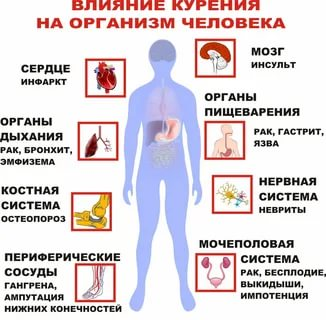 ВЛИЯНИЕ КУРЕНИЯ
НА ОРГАНИЗМ ЧЕЛОВЕКА
СЕРДЦЕ
ИНФАРКТ
ОРГАНЫ
ДЫХАНИЯ
РАК, БРОНХИТ,
ЭМФИЗЕМА
КОСТНАЯ
СИСТЕМА
ОСТЕОПОРОЗ
ПЕРИФЕРИЧЕСКИЕ
СОСУДЫ
ГАНГРЕНА,
АМПУТАЦИЯ
НИЖНИХ КОНЕЧНОСТЕЙ
МОЗГ
ИНСУЛЬТ
ОРГАНЫ
ПИЩЕВАРЕНИЯ
РАК, ГАСТРИТ,
ЯЗВА
НЕРВНАЯ
СИСТЕМА
НЕВРИТЫ
МОЧЕПОЛОВАЯ
СИСТЕМА
РАК, БЕСПЛОДИЕ,
ВЫКИДЫШИ,
ИМПОТЕНЦИЯ